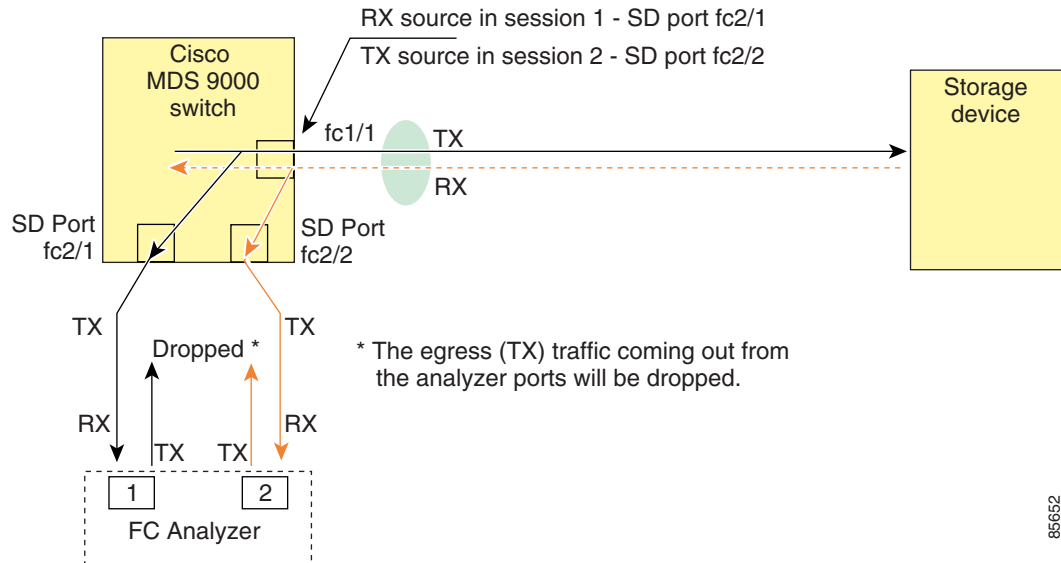 RX source in session 1 - SD port fc2/1
TX source in session 2 - SD port fc2/2
Cisco
MDS 9000
switch
Storage
device
fc1/1
TX
RX
SD Port
fc2/1
SD Port
fc2/2
TX
TX
Dropped *
* The egress (TX) traffic coming out from
the analyzer ports will be dropped.
RX
TX
TX
RX
1
2
FC Analyzer
85652